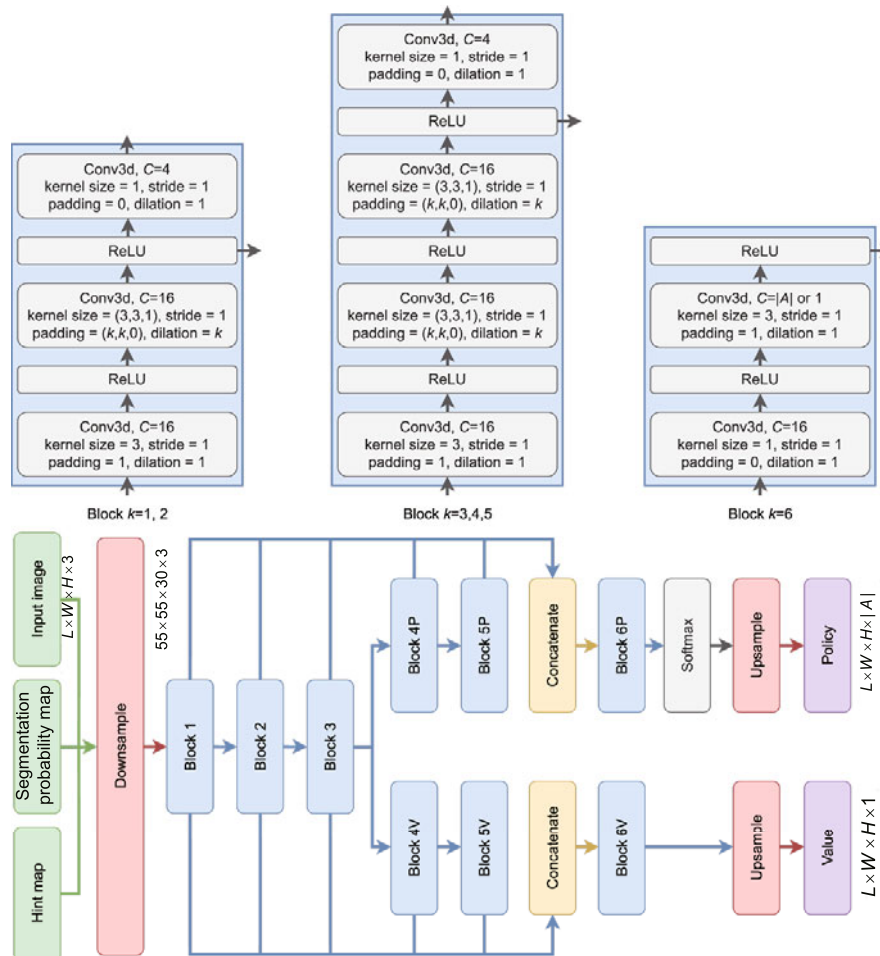 Conv3d, C=4
kernel size = 1, stride = 1
padding = 0, dilation = 1
ReLU
Conv3d, C=16
kernel size = (3,3,1), stride = 1
padding = (k,k,0), dilation = k
ReLU
Conv3d, C=16
kernel size = 3, stride = 1
padding = 1, dilation = 1
Block k=1, 2
Conv3d, C=4
kernel size = 1, stride = 1
padding = 0, dilation = 1
ReLU
Conv3d, C=16
kernel size = (3,3,1), stride = 1
padding = (k,k,0), dilation = k
ReLU
Conv3d, C=16
kernel size = (3,3,1), stride = 1
padding = (k,k,0), dilation = k
ReLU
Conv3d, C=16
kernel size = 3, stride = 1
padding = 1, dilation = 1
Block k=3,4,5
ReLU
Conv3d, C=|A| or 1
kernel size = 3, stride = 1
padding = 1, dilation = 1
ReLU
Conv3d, C=16
kernel size = 1, stride = 1
padding = 0, dilation = 1
Block k=6
Input image
L×W×H×3
Segmentation
probability map
Hint map
Downsample
55×55×30×3
Block 1
Block 2
Block 3
Block 4P
Block 5P
Concatenate
Block 6P
Softmax
Upsample
Policy
L×W×H×|A|
Block 4V
Block 5V
Concatenate
Block 6V
Upsample
Value
L×W×H×1